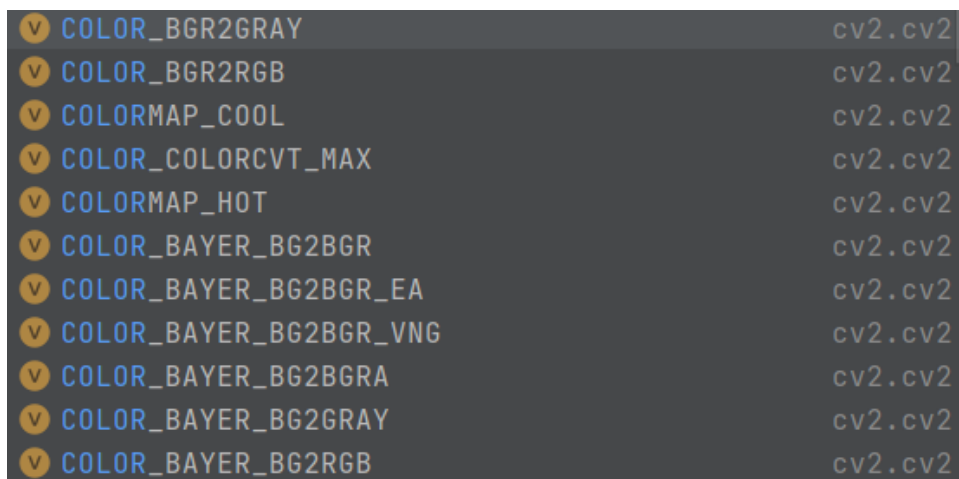 V COLOR_BGR2GRAY cv2.cv2
V COLOR_BGR2RGB cv2.cv2
V COLORMAP_COOL cv2.cv2
V COLOR_COLORCVT_MAX cv2.cv2
V COLORMAP_HOT cv2.cv2
V COLOR_BAYER_BG2BGR cv2.cv2
V COLOR_BAYER_BG2BGR_EA cv2.cv2
V COLOR_BAYER_BG2BGR_VNG cv2.cv2
V COLOR_BAYER_BG2BGRA cv2.cv2
V COLOR_BAYER_BG2GRAY cv2.cv2
V COLOR_BAYER_BG2RGB cv2.cv2